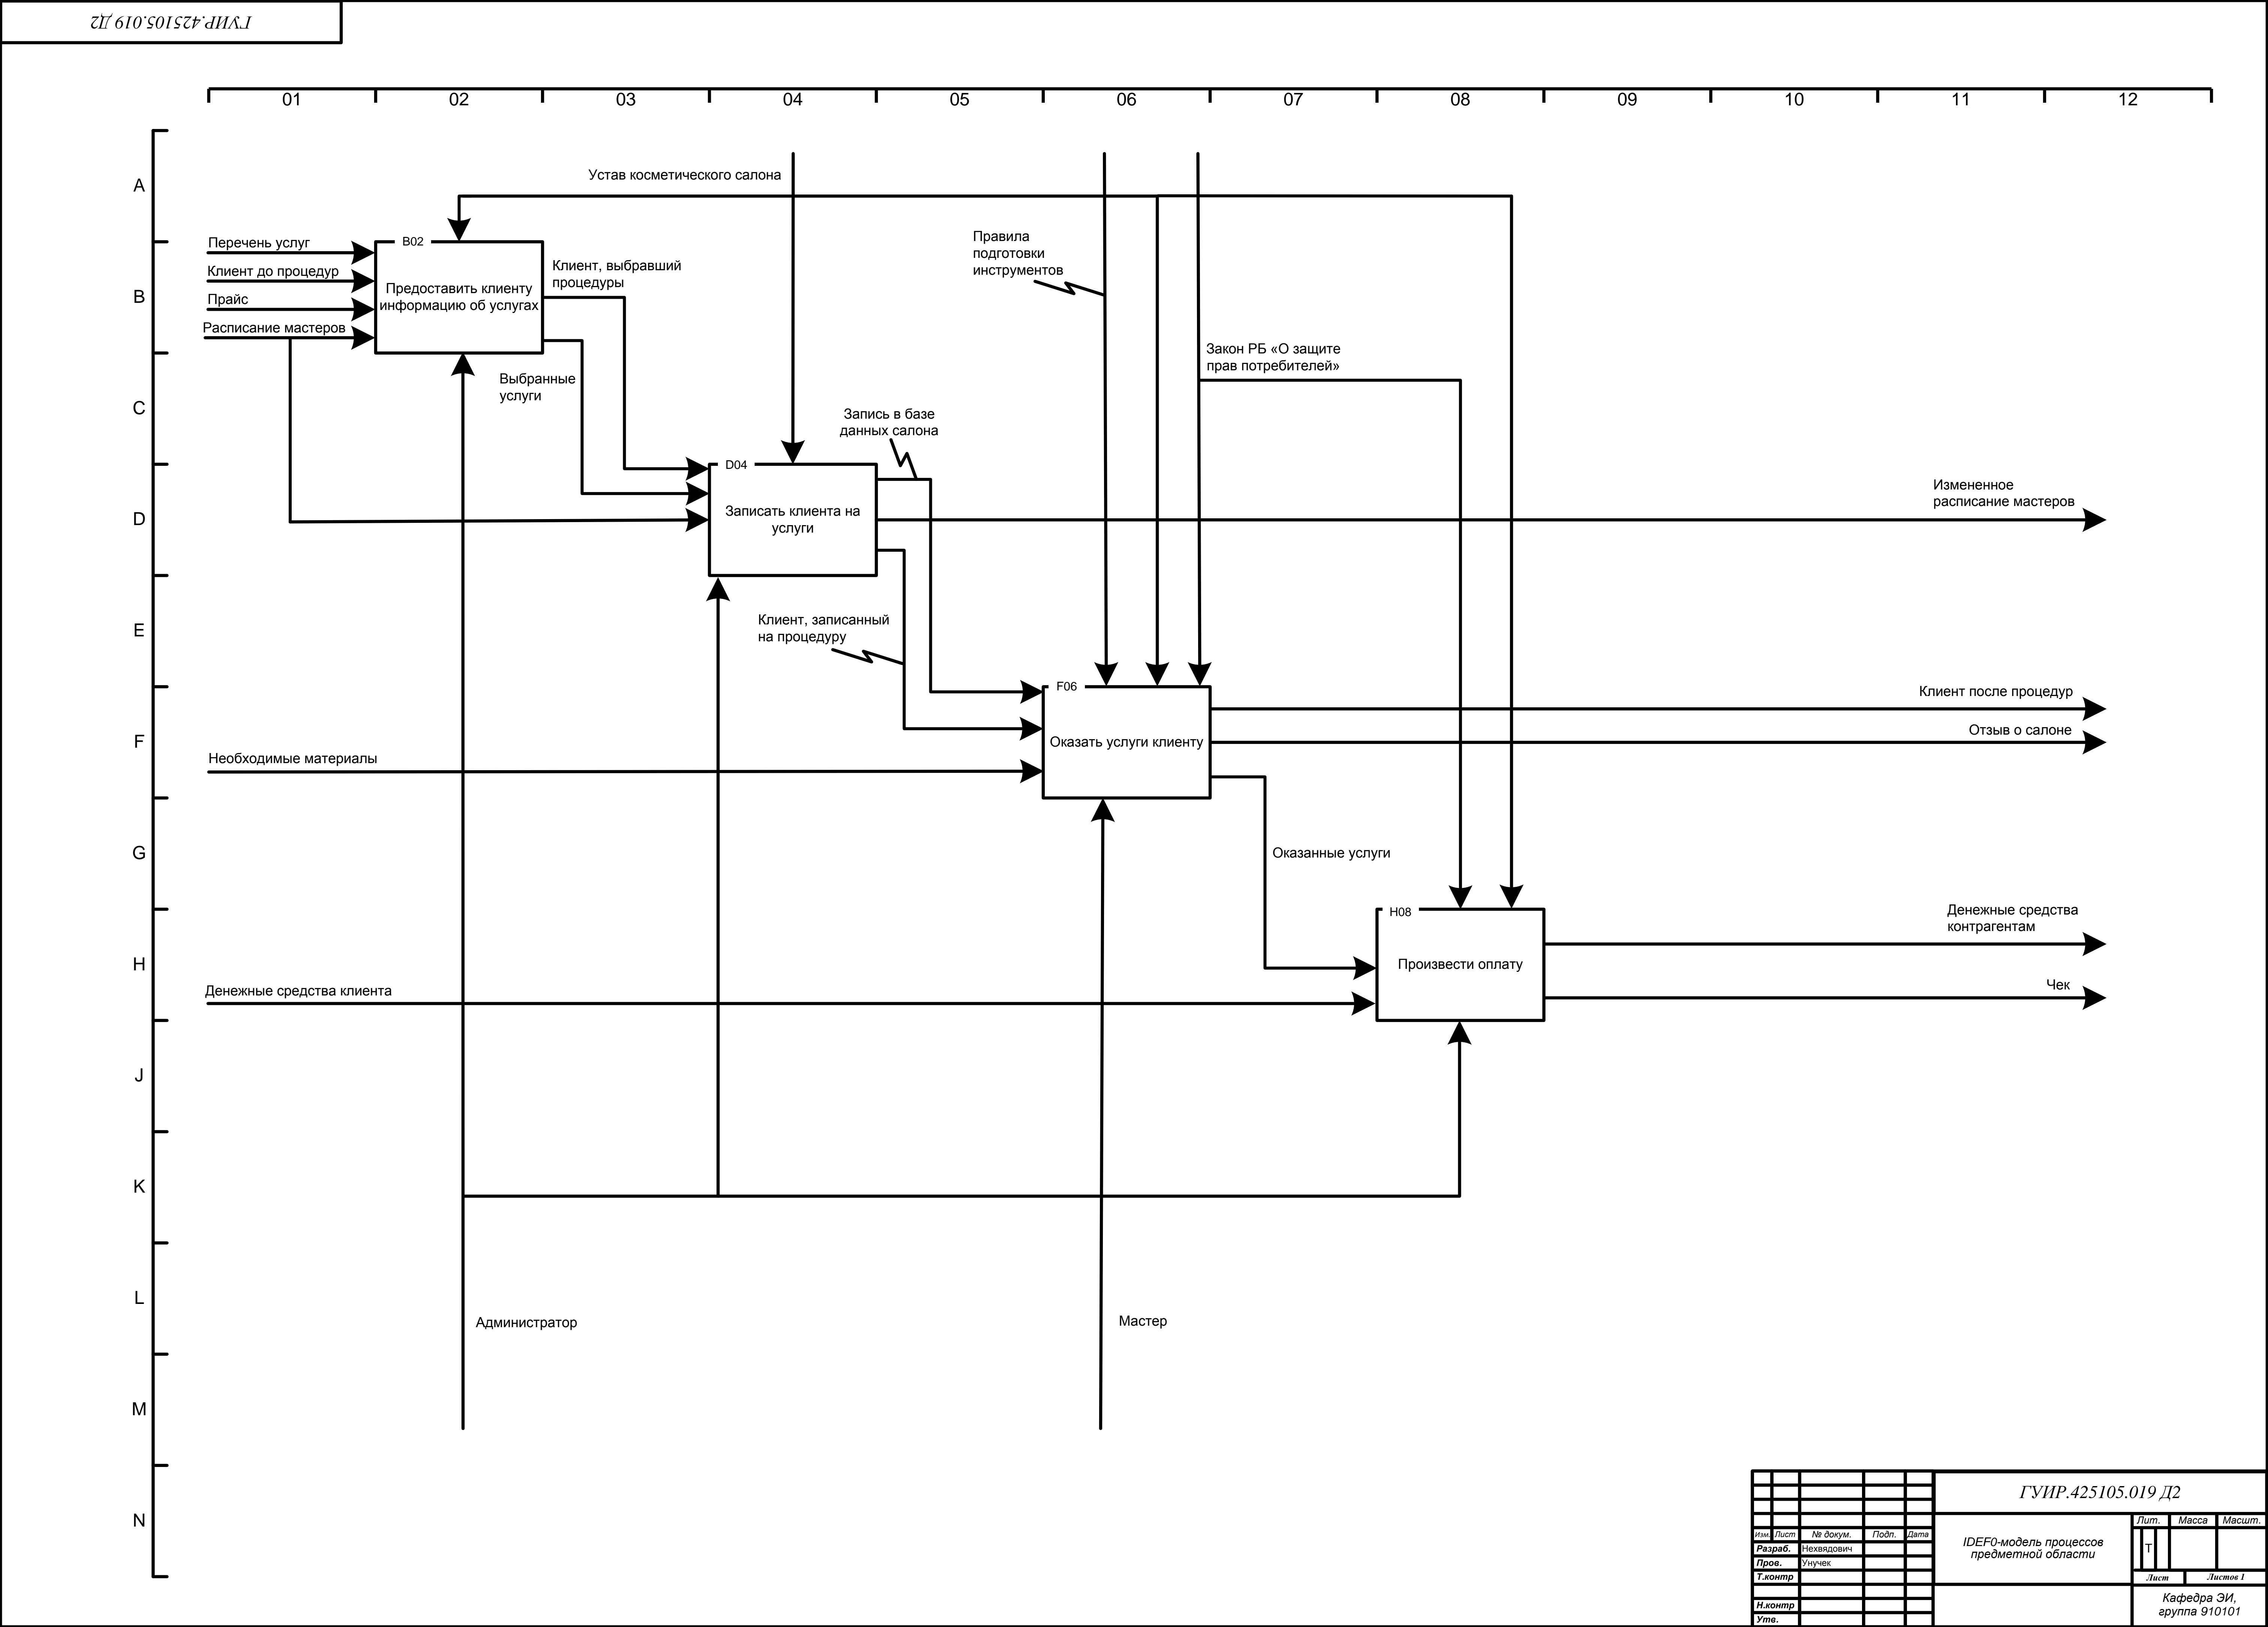 ГУИР.425105.019 Д2
01 02 03 04 05 06 07 08 09 10 11 12
A
B
C
D
E
F
G
H
J
K
L
M
N
Устав косметического салона
Перечень услуг
Клиент до процедур
Прайс
Расписание мастеров
B02
Предоставить клиенту
информацию об услугах
Клиент, выбравший
процедуры
Выбранные
услуги
Правила
подготовки
инструментов
Закон РБ «О защите
прав потребителей»
Запись в базе
данных салона
D04
Записать клиента на
услуги
Измененное
расписание мастеров
Клиент, записанный
на процедуру
F06
Оказать услуги клиенту
Клиент после процедур
Отзыв о салоне
Необходимые материалы
Оказанные услуги
H08
Произвести оплату
Денежные средства
контрагентам
Чек
Денежные средства клиента
Администратор
Мастер
ГУИР.425105.019 Д2
Изм. Лист № докум. Подп. Дата
Разраб. Нехвядович
Пров. Унучек
Т.контр
Н.контр
Утв.
IDEF0-модель процессов
предметной области
Лит. Масса Масшт.
Т
Лист Листов 1
Кафедра ЭИ,
группа 910101